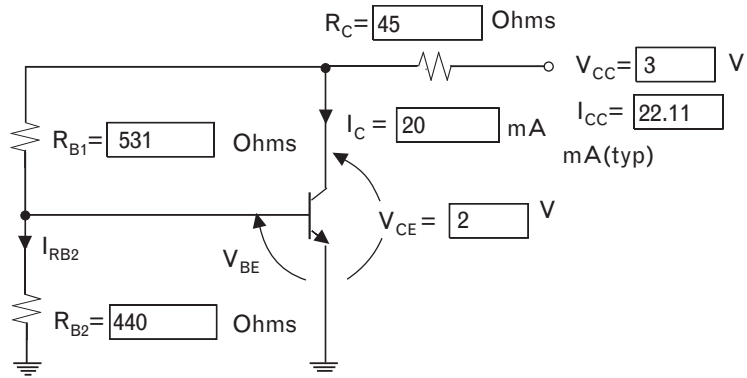 R_C= 45 Ohms
V_CC= 3 V
I_C = 20 mA
I_CC= 22.11
mA(typ)
R_B1= 531 Ohms
V_CE= 2 V
I_RB2
V_BE
R_B2= 440 Ohms